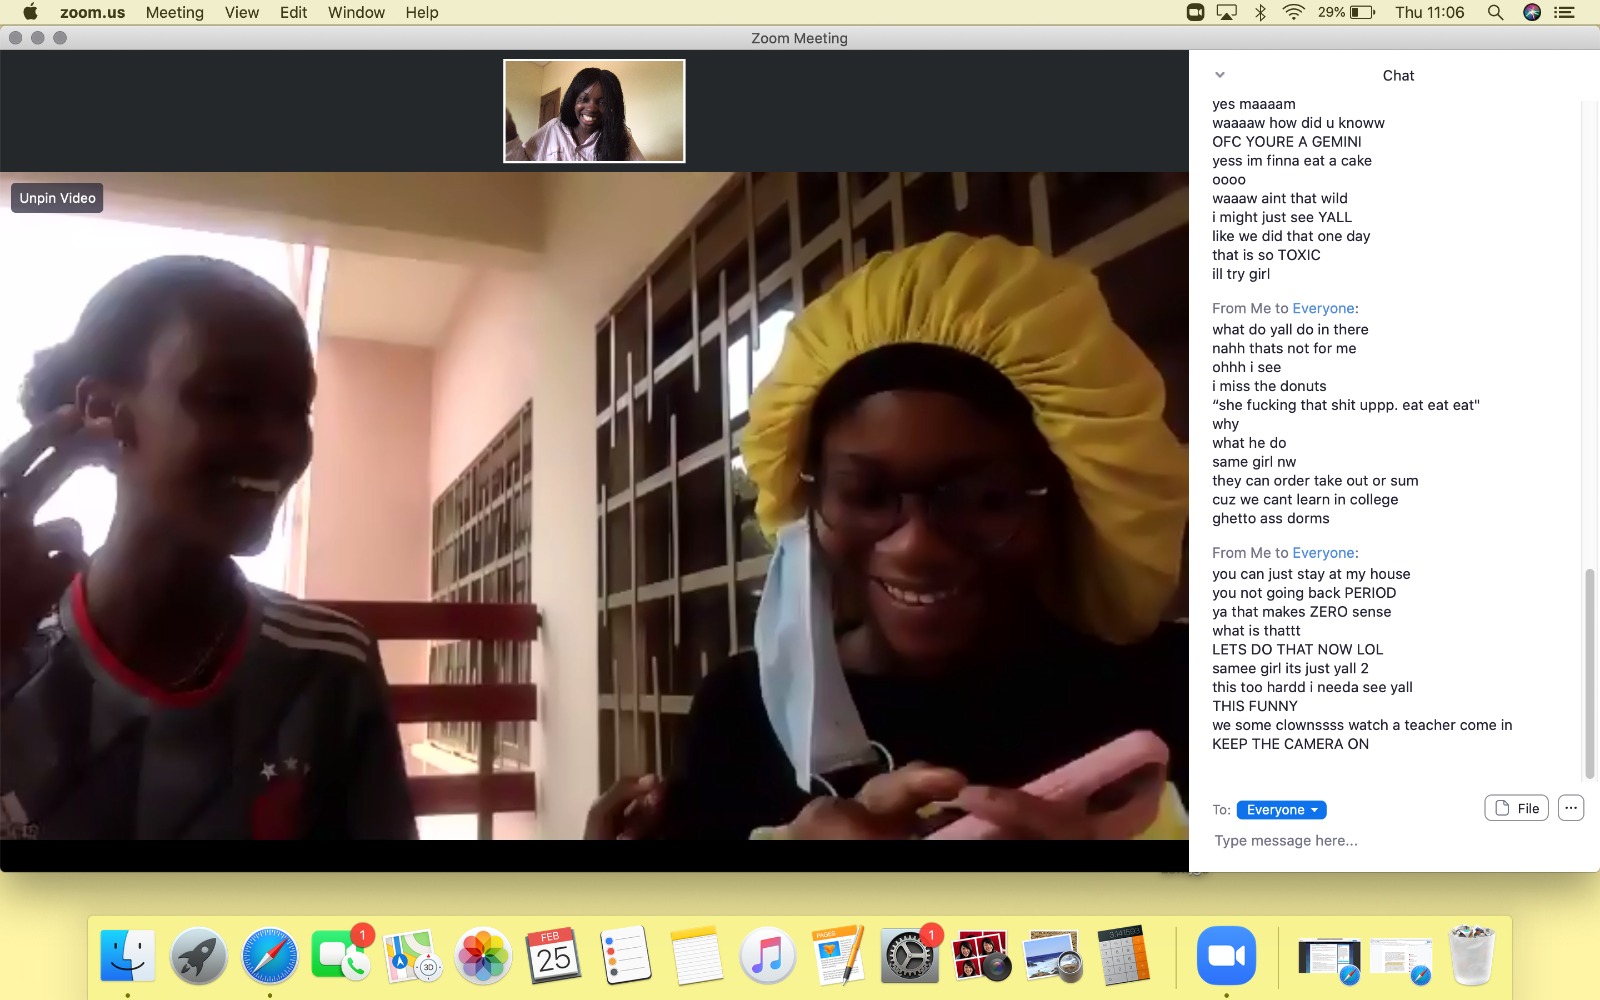 zoom.us Meeting View Edit Window Help 29% Thu 11:06
Zoom Meeting
Unpin Video
Chat
yes maaaam
waaaaw how did u knoww
OFC YOURE A GEMINI
yess im finna eat a cake
oooo
waaaw aint that wild
i might just see YALL
like we did that one day
that is so TOXIC
ill try girl
From Me to Everyone:
what do yall do in there
nahh thats not for me
ohhh i see
i miss the donuts
“she fucking that shit uppp. eat eat eat"
why
what he do
same girl nw
they can order take out or sum
cuz we cant learn in college
ghetto ass dorms
From Me to Everyone:
you can just stay at my house
you not going back PERIOD
ya that makes ZERO sense
what is thattt
LETS DO THAT NOW LOL
samee girl its just yall 2
this too hardd i needa see yall
THIS FUNNY
we some clownssss watch a teacher come in
KEEP THE CAMERA ON
To: Everyone File
Type message here...
1 3D FEB 25 PAGES 1 3.141593